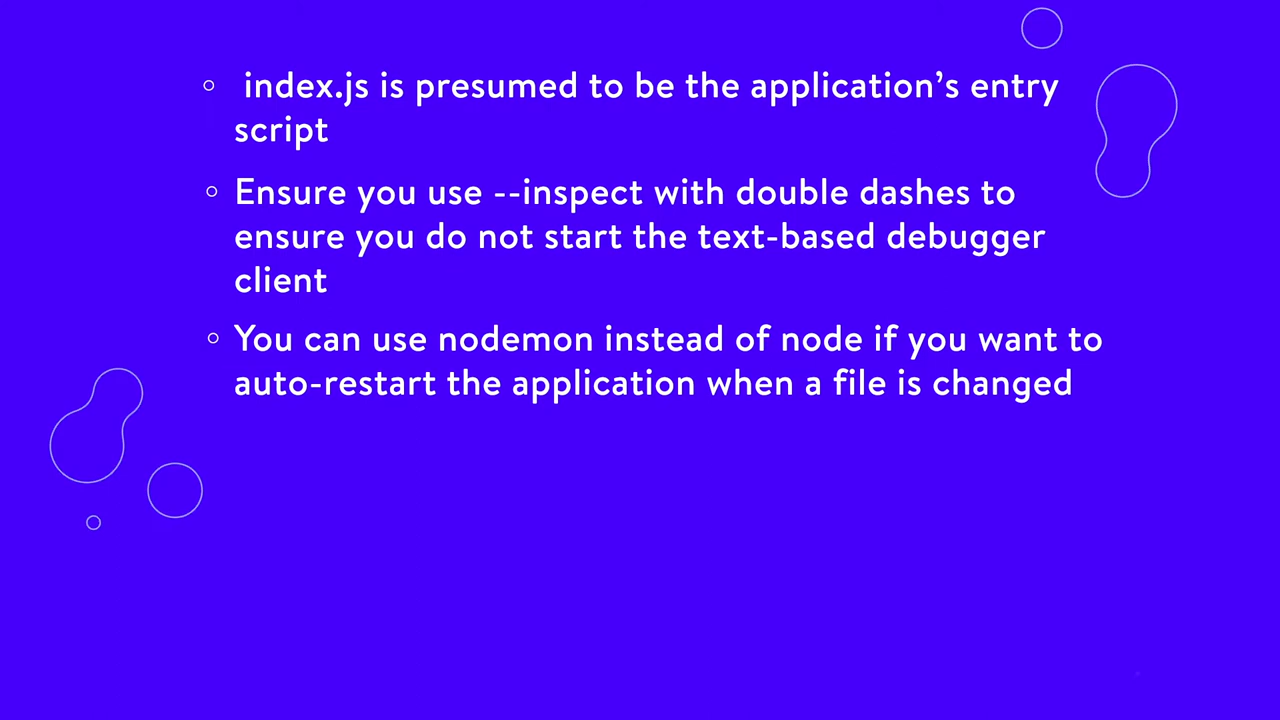 index.js is presumed to be the application’s entry
script
Ensure you use --inspect with double dashes to
ensure you do not start the text-based debugger
client
You can use nodemon instead of node if you want to
auto-restart the application when a file is changed